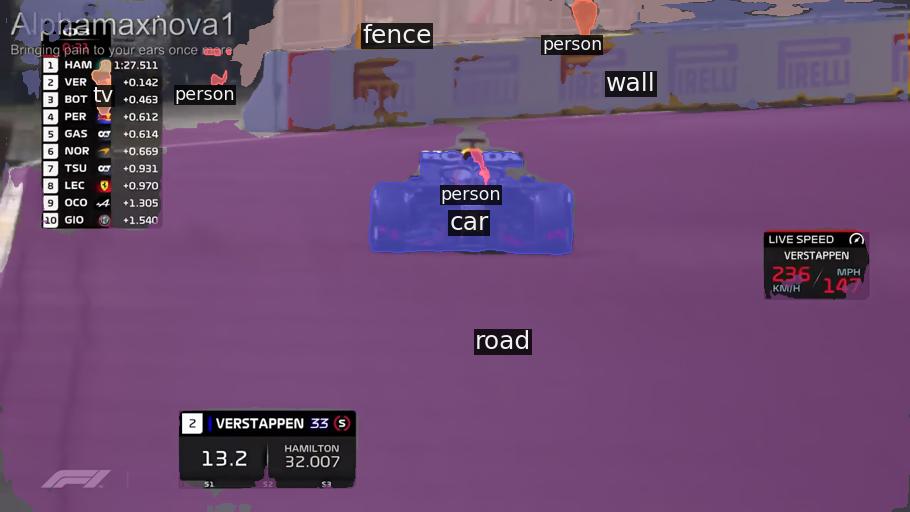 Alphamaxnova1
Bringing pain to your ears once more
1 HAM 1:27.511
2 VER +0.142
3 BOT +0.463
4 PER +0.612
5 GAS +0.614
6 NOR +0.669
7 TSU +0.931
8 LEC +0.970
9 OCO +1.305
10 GIO +1.540
fence
person
wall
tv
person
PIRELLI
PIRELLI
PIRELLI
HONDA
person
car
LIVE SPEED
VERSTAPPEN
236 KM/H
147 MPH
road
2 VERSTAPPEN 33 S
13.2
HAMILTON
32.007
S1 S2 S3
F1